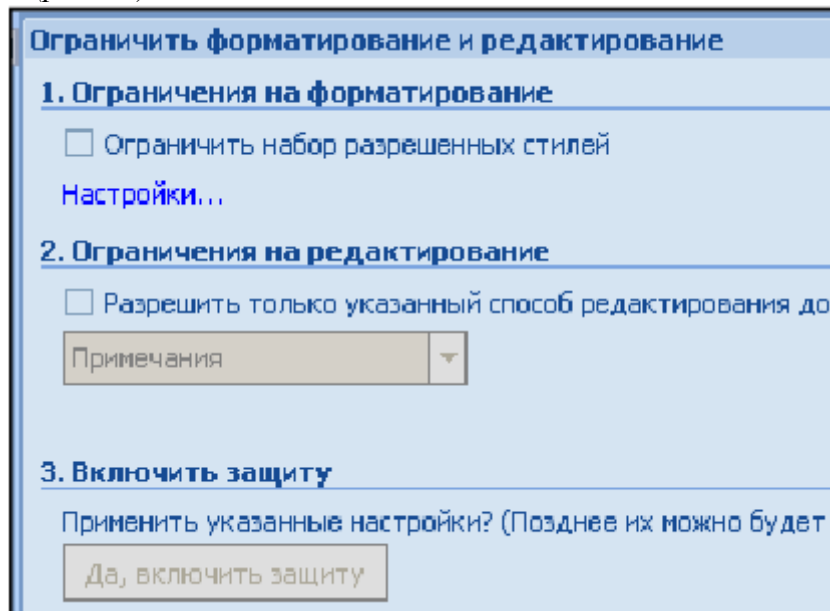 Ограничить форматирование и редактирование
1. Ограничения на форматирование
Ограничить набор разрешенных стилей
Настройки...
2. Ограничения на редактирование
Разрешить только указанный способ редактирования до
Примечания
3. Включить защиту
Применить указанные настройки? (Позднее их можно будет
Да, включить защиту